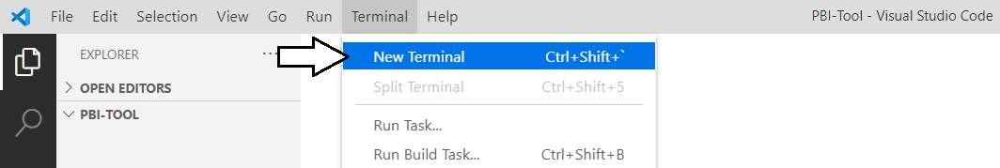 File Edit Selection View Go Run Terminal Help PBI-Tool - Visual Studio Code
EXPLORER ...
OPEN EDITORS
PBI-TOOL
New Terminal Ctrl+Shift+`
Split Terminal Ctrl+Shift+5
Run Task...
Run Build Task... Ctrl+Shift+B